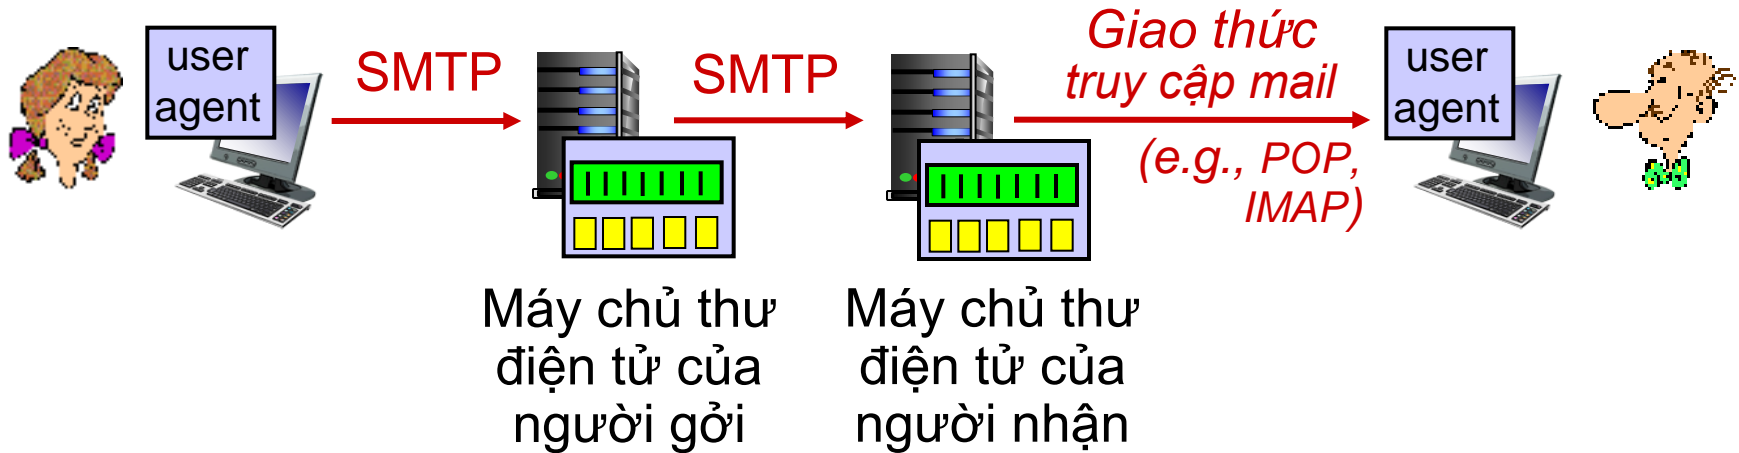 user
agent
SMTP
SMTP
Giao thức
truy cập mail
(e.g., POP,
IMAP)
user
agent
Máy chủ thư
điện tử của
người gởi
Máy chủ thư
điện tử của
người nhận